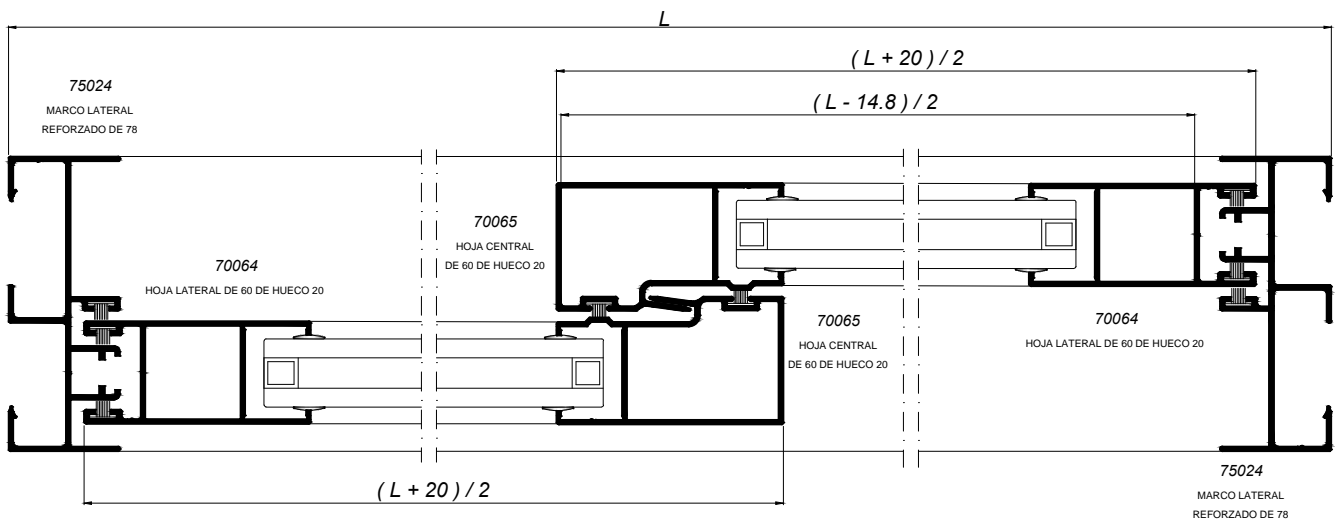 L
( L + 20 ) / 2
( L - 14.8 ) / 2
75024
MARCO LATERAL
REFORZADO DE 78
70065
HOJA CENTRAL
DE 60 DE HUECO 20
70064
HOJA LATERAL DE 60 DE HUECO 20
70065
HOJA CENTRAL
DE 60 DE HUECO 20
70064
HOJA LATERAL DE 60 DE HUECO 20
( L + 20 ) / 2
75024
MARCO LATERAL
REFORZADO DE 78